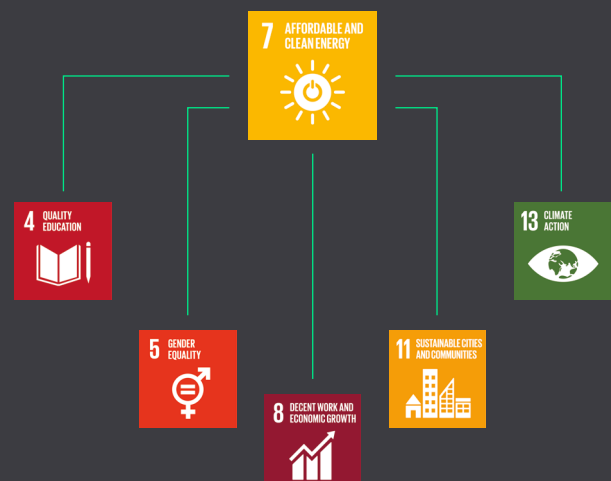 7 AFFORDABLE AND
CLEAN ENERGY
4 QUALITY
EDUCATION
13 CLIMATE
ACTION
5 GENDER
EQUALITY
11 SUSTAINABLE CITIES
AND COMMUNITIES
8 DECENT WORK AND
ECONOMIC GROWTH